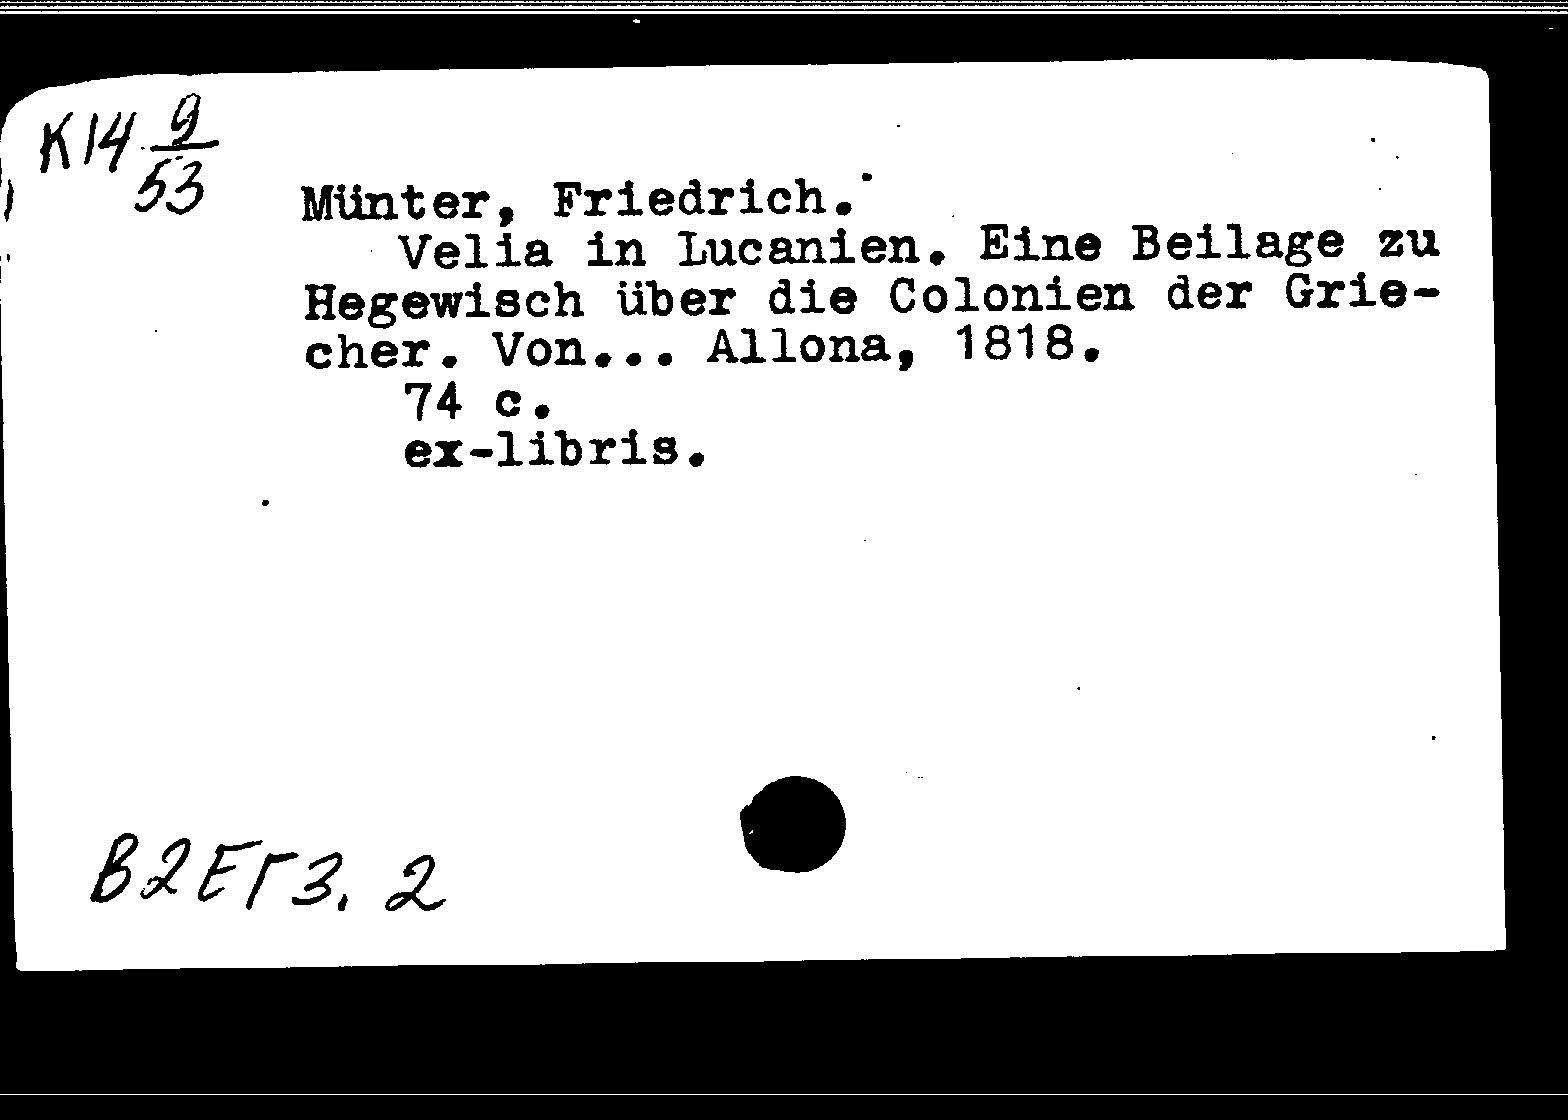 K14 9/53
Münter, Friedrich.
Velia in Lucanien. Eine Beilage zu
Hegewisch über die Colonien der Grie-
cher. Von... Allona, 1818.
74 c.
ex-libris.
В2ЕГ3. 2